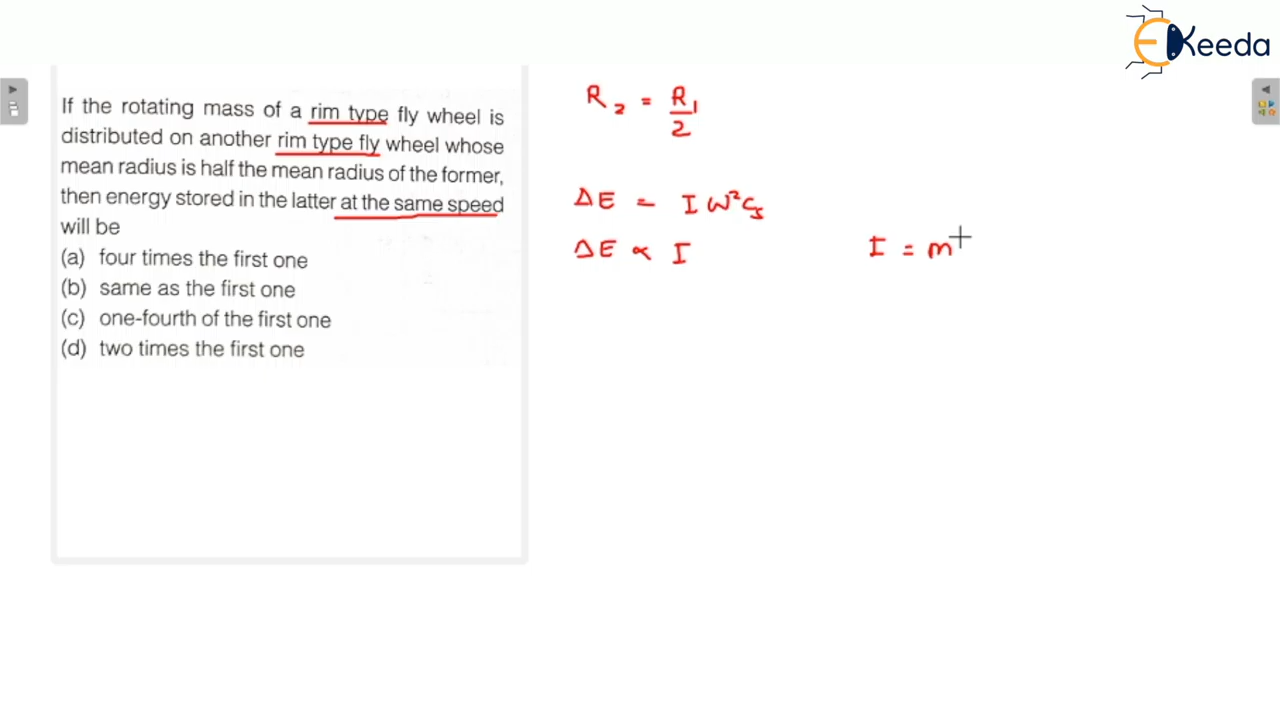 EKeeda
If the rotating mass of a rim type fly wheel is
distributed on another rim type fly wheel whose
mean radius is half the mean radius of the former,
then energy stored in the latter at the same speed
will be
(a) four times the first one
(b) same as the first one
(c) one-fourth of the first one
(d) two times the first one
R₂ = R₁/2
ΔE = I ω² Cs
ΔE ∝ I
I = m